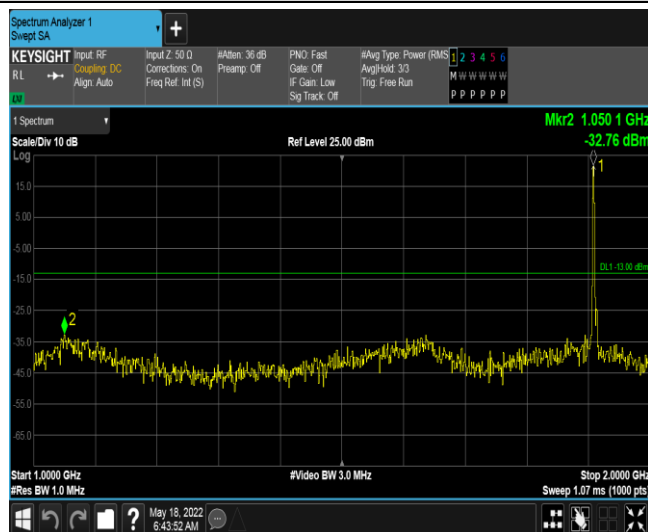 Spectrum Analyzer 1
Swept SA
+
KEYSIGHT Input: RF Input Z: 50 Ω #Atten: 36 dB PNO: Fast #Avg Type: Power (RMS 1 2 3 4 5 6
RL Coupling: DC Corrections: On Preamp: Off Gate: Off Avg|Hold: 3/3 M W W W W W
Align: Auto Freq Ref: Int (S) IF Gain: Low Trig: Free Run
Sig Track: Off P P P P P P
1 Spectrum
Mkr2 1.050 1 GHz
Scale/Div 10 dB Ref Level 25.00 dBm -32.76 dBm
Log
1
15.0
5.00
-5.00
DL1 -13.00 dBm
-15.0
-25.0
2
-35.0
-45.0
-55.0
-65.0
Start 1.0000 GHz #Video BW 3.0 MHz Stop 2.0000 GHz
#Res BW 1.0 MHz Sweep 1.07 ms (1000 pts)
? May 18, 2022
6:43:52 AM